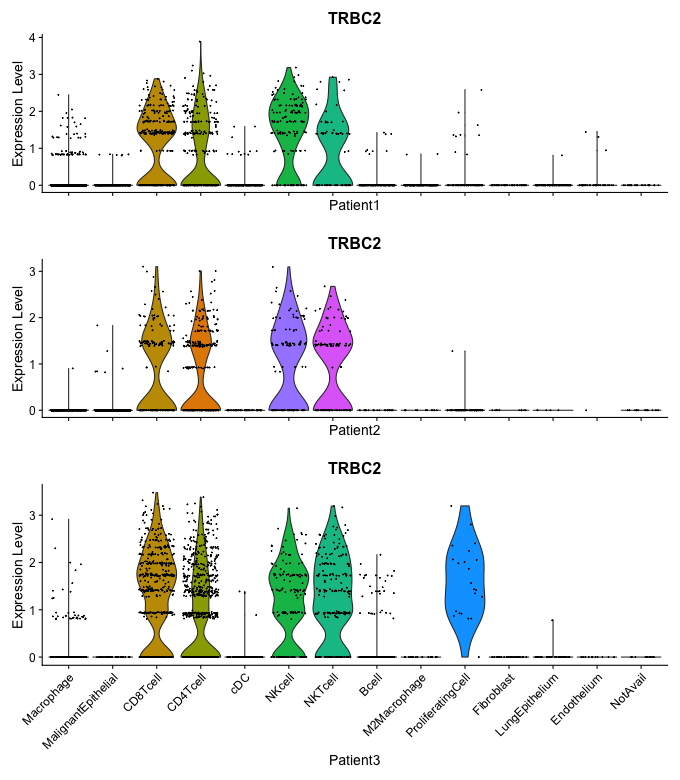 TRBC2
Expression Level
4
3
2
1
0
Patient1
TRBC2
Expression Level
3
2
1
0
Patient2
TRBC2
Expression Level
3
2
1
0
Macrophage
MalignantEpithelial
CD8Tcell
CD4Tcell
cDC
NKcell
NKTcell
Bcell
M2Macrophage
ProliferatingCell
Fibroblast
LungEpithelium
Endothelium
NotAvail
Patient3